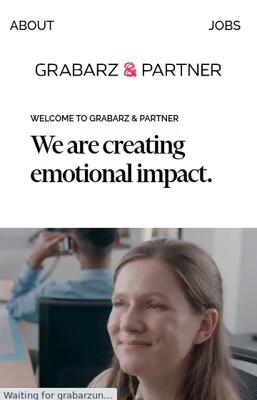 ABOUT JOBS
GRABARZ & PARTNER
WELCOME TO GRABARZ & PARTNER
We are creating
emotional impact.
Waiting for grabarzun...